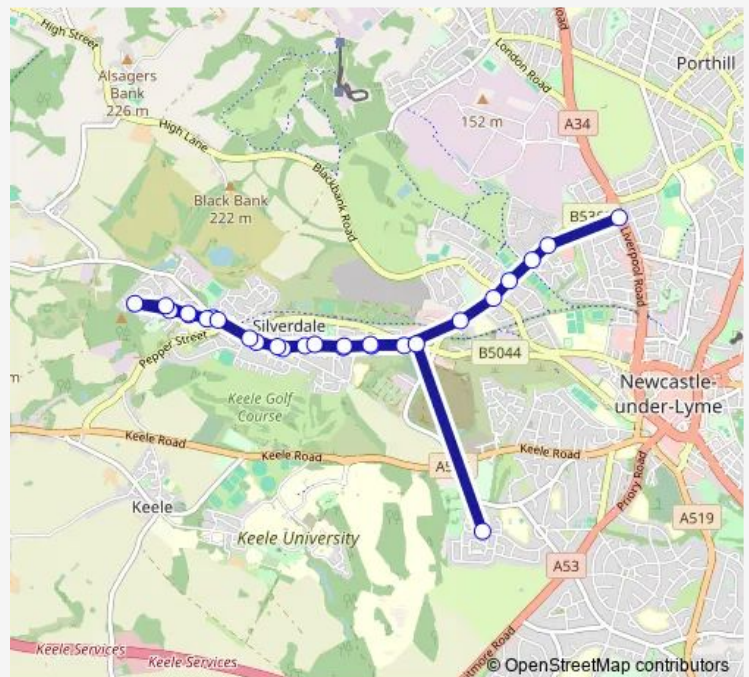 High Street
Alsagers
Bank
226 m
London Road
Porthill
152 m
A34
High Lane
Blackbank Road
Black Bank
222 m
Liverpool Road
Silverdale
Pepper Street
B5044
Newcastle-
under-Lyme
Keele Golf
Course
m
Keele Road
Keele Road
Keele Road
Priory Road
Keele
Keele University
A519
A53
Keele Services
Keele Services
© OpenStreetMap contributors